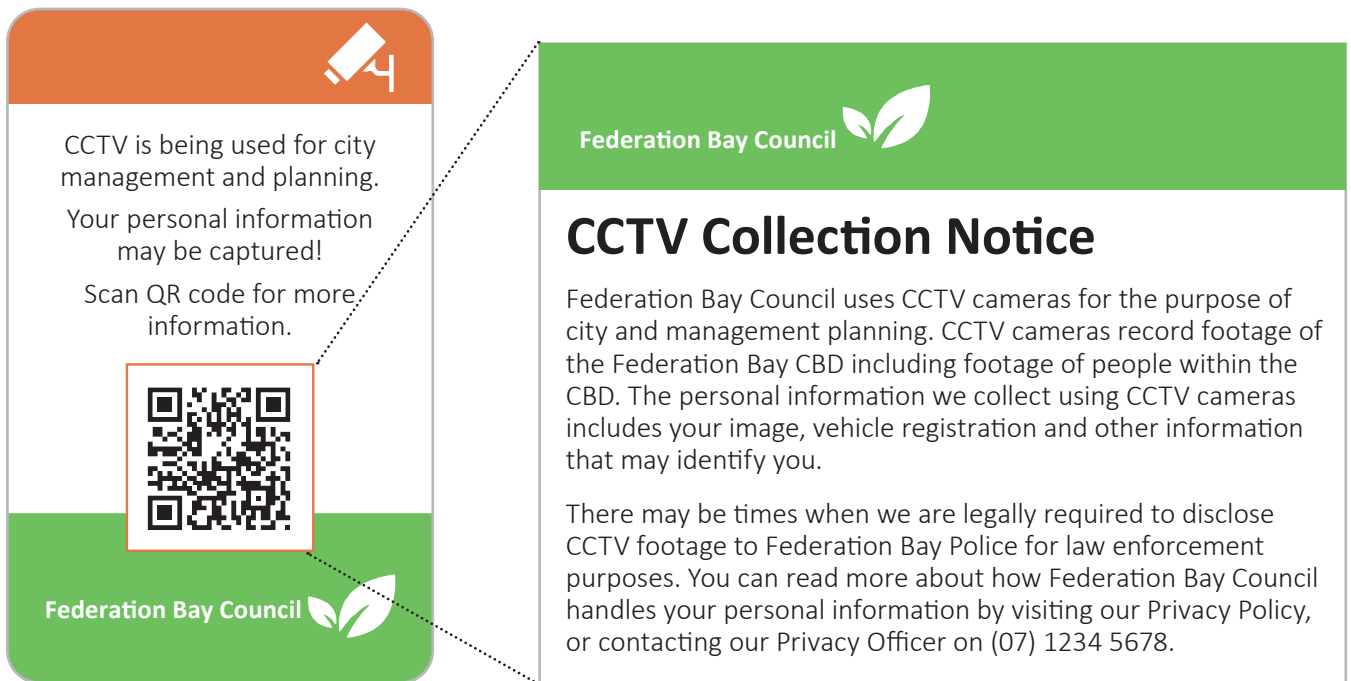 CCTV is being used for city
management and planning.
Your personal information
may be captured!
Scan QR code for more
information.
Federation Bay Council
Federation Bay Council
CCTV Collection Notice
Federation Bay Council uses CCTV cameras for the purpose of
city and management planning. CCTV cameras record footage of
the Federation Bay CBD including footage of people within the
CBD. The personal information we collect using CCTV cameras
includes your image, vehicle registration and other information
that may identify you.
There may be times when we are legally required to disclose
CCTV footage to Federation Bay Police for law enforcement
purposes. You can read more about how Federation Bay Council
handles your personal information by visiting our Privacy Policy,
or contacting our Privacy Officer on (07) 1234 5678.